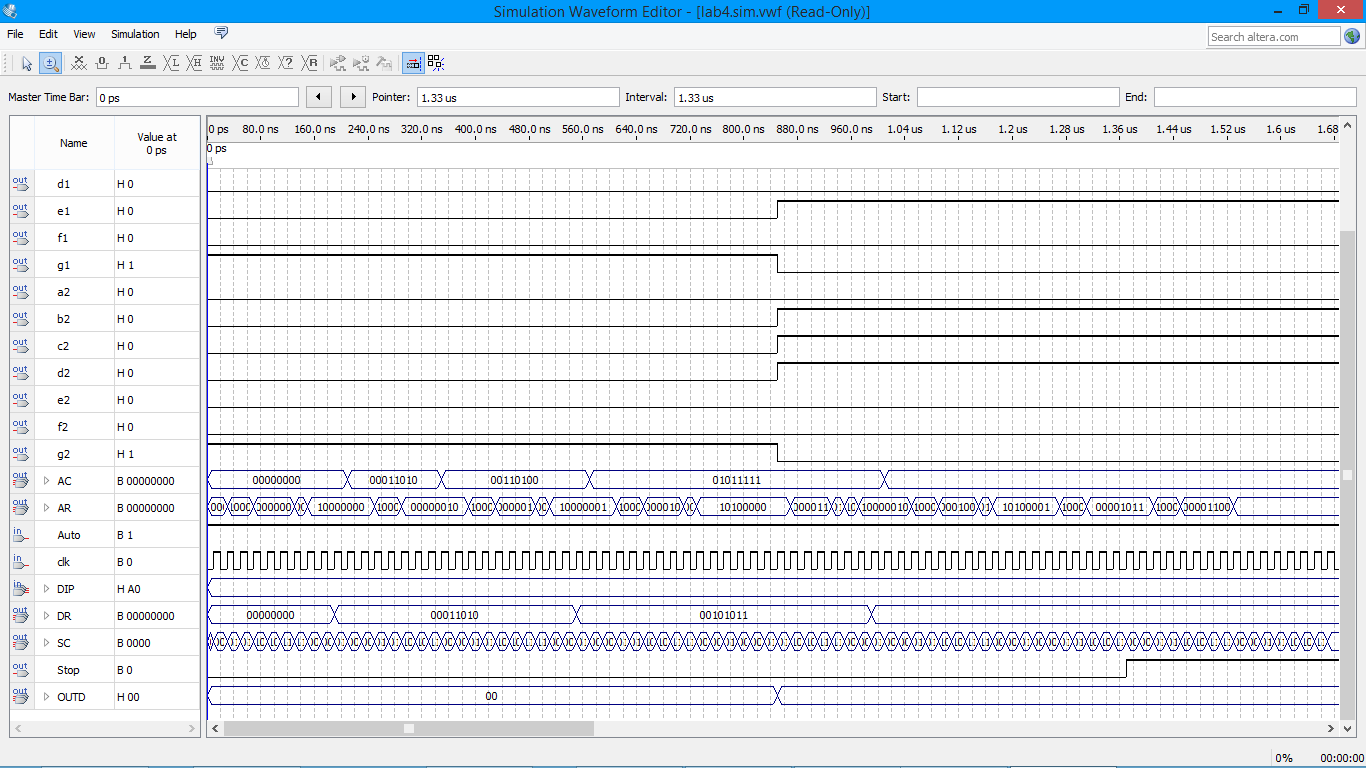 Simulation Waveform Editor - [lab4.sim.vwf (Read-Only)]
File Edit View Simulation Help
Search altera.com
Master Time Bar: 0 ps Pointer: 1.33 us Interval: 1.33 us Start: End:
Name Value at 0 ps
0 ps 80.0 ns 160.0 ns 240.0 ns 320.0 ns 400.0 ns 480.0 ns 560.0 ns 640.0 ns 720.0 ns 800.0 ns 880.0 ns 960.0 ns 1.04 us 1.12 us 1.2 us 1.28 us 1.36 us 1.44 us 1.52 us 1.6 us 1.68
0 ps
d1 H 0
e1 H 0
f1 H 0
g1 H 1
a2 H 0
b2 H 0
c2 H 0
d2 H 0
e2 H 0
f2 H 0
g2 H 1
AC B 00000000 00000000 00011010 00110100 01011111
AR B 00000000 10000000 00000010 10000001 10100000 10000010 10100001 00001011 00001100
Auto B 1
clk B 0
DIP H A0
DR B 00000000 00000000 00011010 00101011
SC B 0000
Stop B 0
OUTD H 00 00
0% 00:00:00